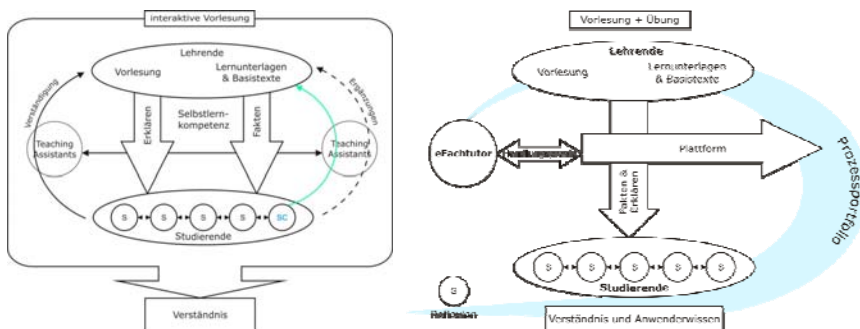 interaktive Vorlesung
Lehrende
Vorlesung
Lernunterlagen
& Basistexte
Verständigung
Erklären
Selbstlern-
kompetenz
Fakten
Ergänzungen
Teaching
Assistants
Teaching
Assistants
S
S
S
S
SC
Studierende
Verständnis
Vorlesung + Übung
Lehrende
Vorlesung
Lernunterlagen
& Basistexte
eFachtutor
Plattform
Prozessportfolio
Fakten &
Erklären
S
S
S
S
S
Studierende
S
Verständnis und Anwenderwissen